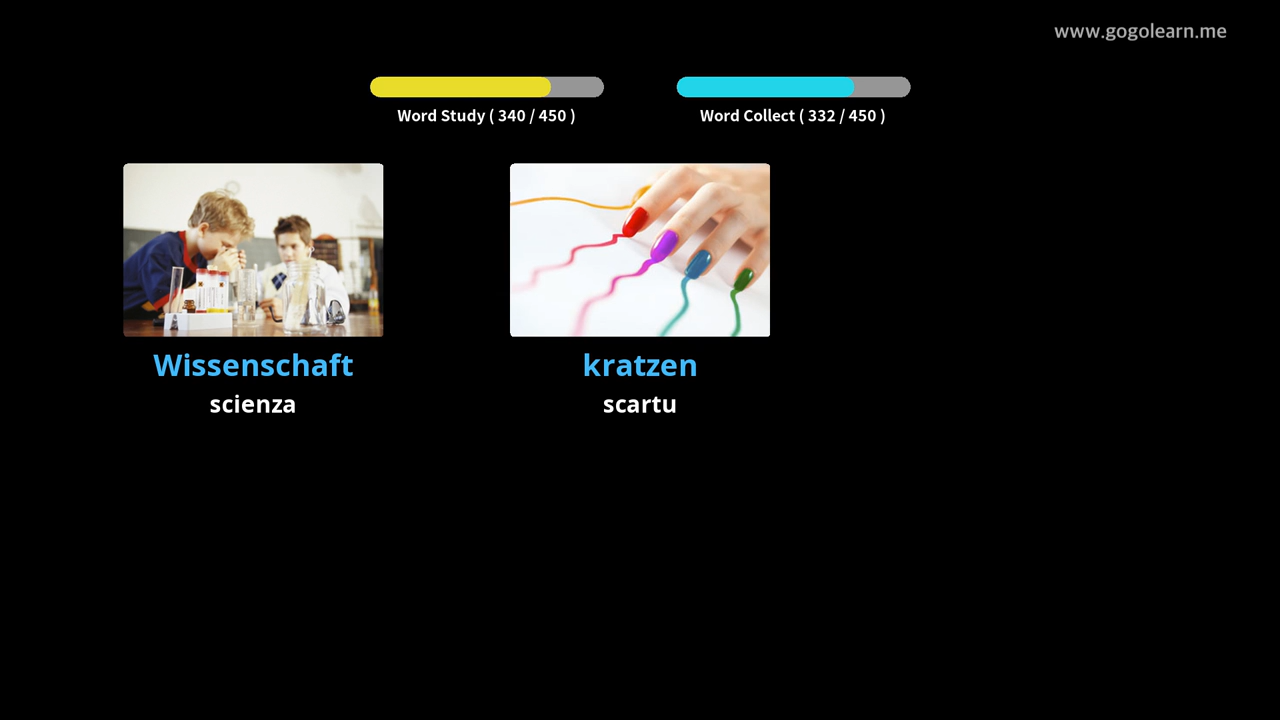 www.gogolearn.me
Word Study ( 340 / 450 )
Word Collect ( 332 / 450 )
Wissenschaft
scienza
kratzen
scartu